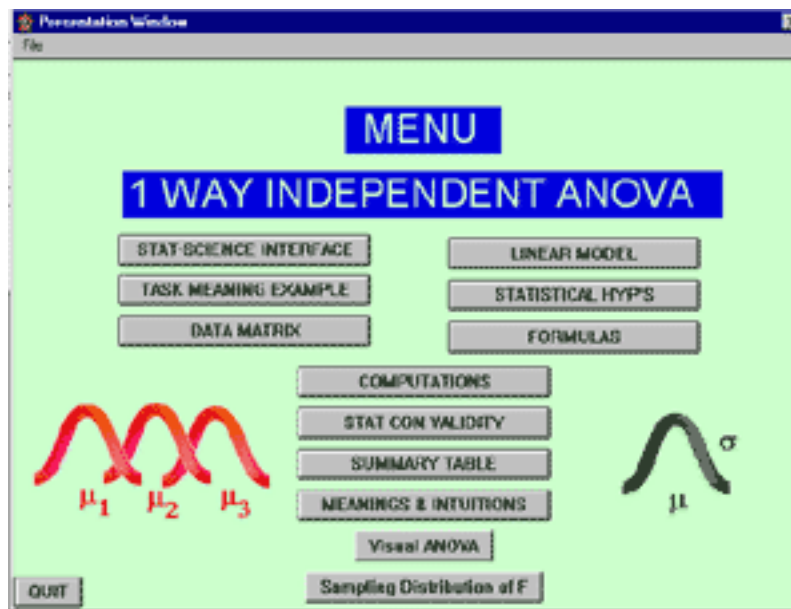 Presentation Window
File
MENU
1 WAY INDEPENDENT ANOVA
STAT-SCIENCE INTERFACE
LINEAR MODEL
TASK MEANING EXAMPLE
STATISTICAL HYP'S
DATA MATRIX
FORMULAS
COMPUTATIONS
STAT CON VALIDITY
SUMMARY TABLE
MEANINGS & INTUITIONS
μ1 μ2 μ3
σ
μ
Visual ANOVA
QUIT
Sampling Distribution of F